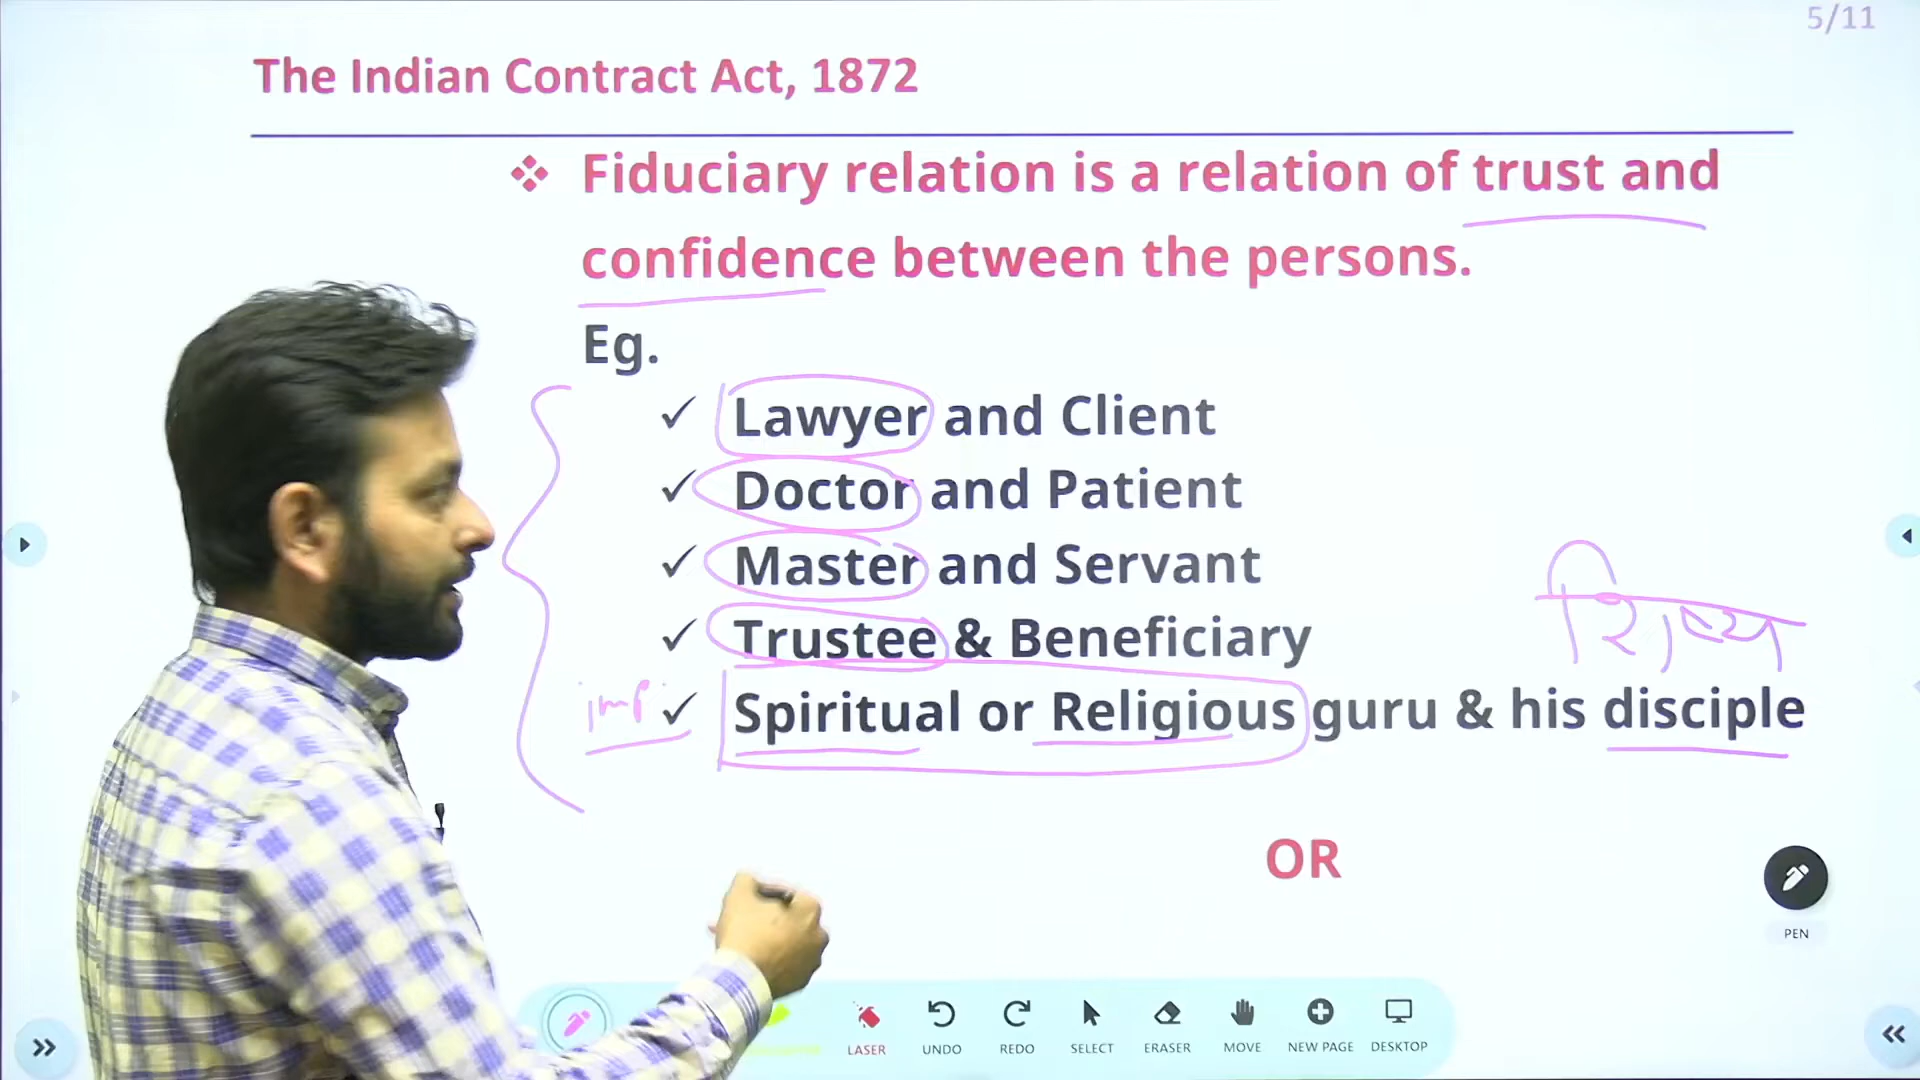 5/11
The Indian Contract Act, 1872
❖ Fiduciary relation is a relation of trust and
confidence between the persons.
Eg.
✓ Lawyer and Client
✓ Doctor and Patient
✓ Master and Servant
✓ Trustee & Beneficiary
शिष्य
imp ✓ Spiritual or Religious guru & his disciple
OR
PEN
LASER UNDO REDO SELECT ERASER MOVE NEW PAGE DESKTOP